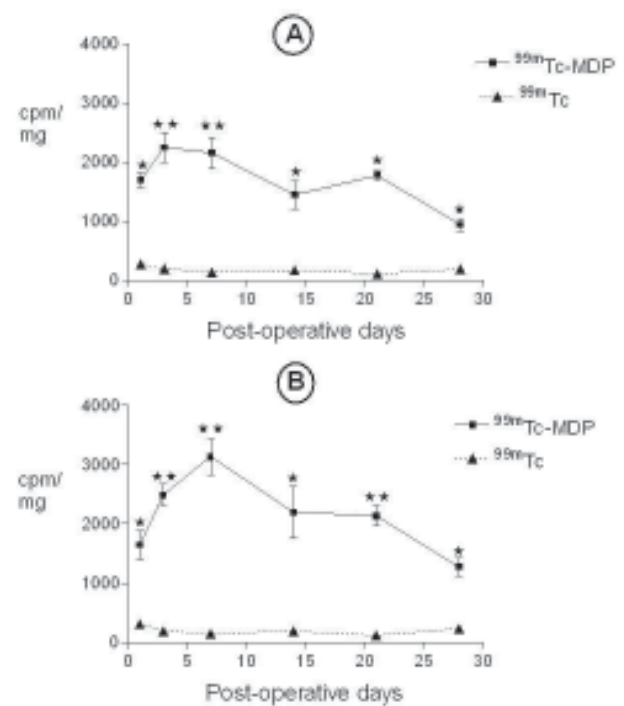 A
4000
3000
2000
1000
0
cpm/
mg
★
★★
★★
★
★
★
0 5 10 15 20 25 30
Post-operative days
99mTc-MDP
99mTc
B
4000
3000
2000
1000
0
cpm/
mg
★
★★
★★
★
★★
★
0 5 10 15 20 25 30
Post-operative days
99mTc-MDP
99mTc